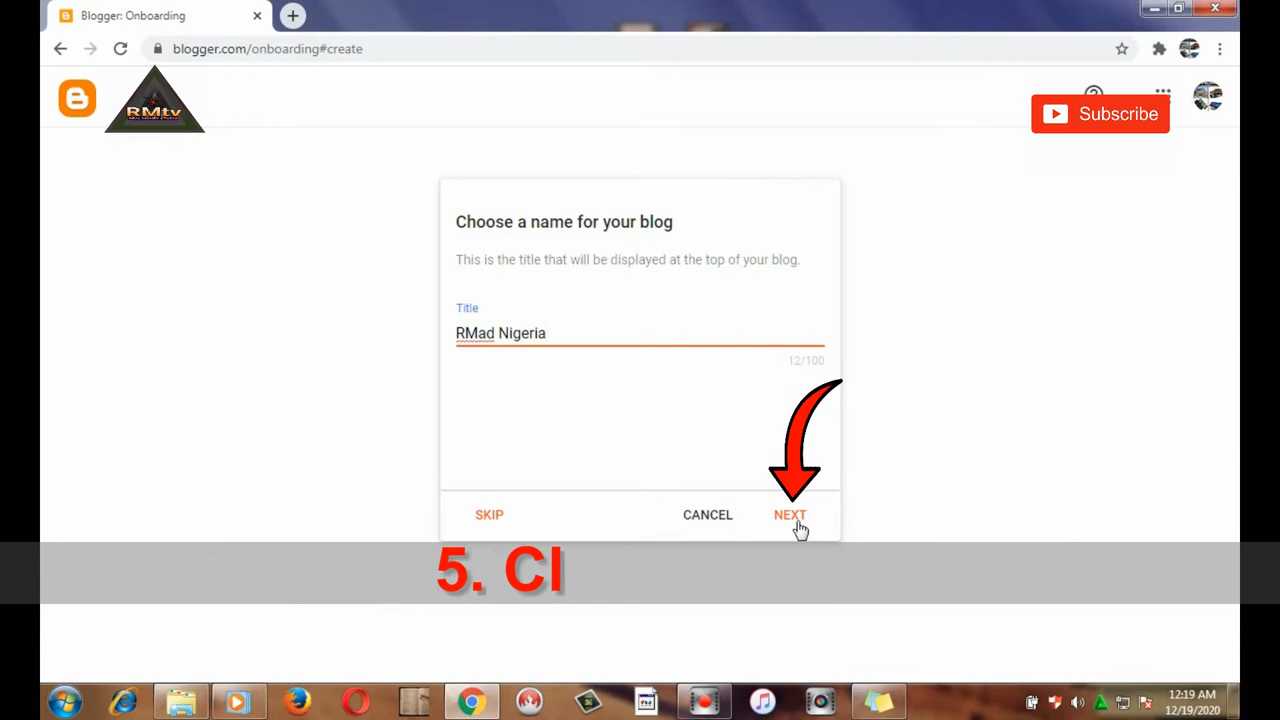 Blogger: Onboarding
blogger.com/onboarding#create
RMtv
Subscribe
Choose a name for your blog
This is the title that will be displayed at the top of your blog.
Title
RMad Nigeria
12/100
SKIP CANCEL NEXT
5. Cl
12:19 AM
12/19/2020